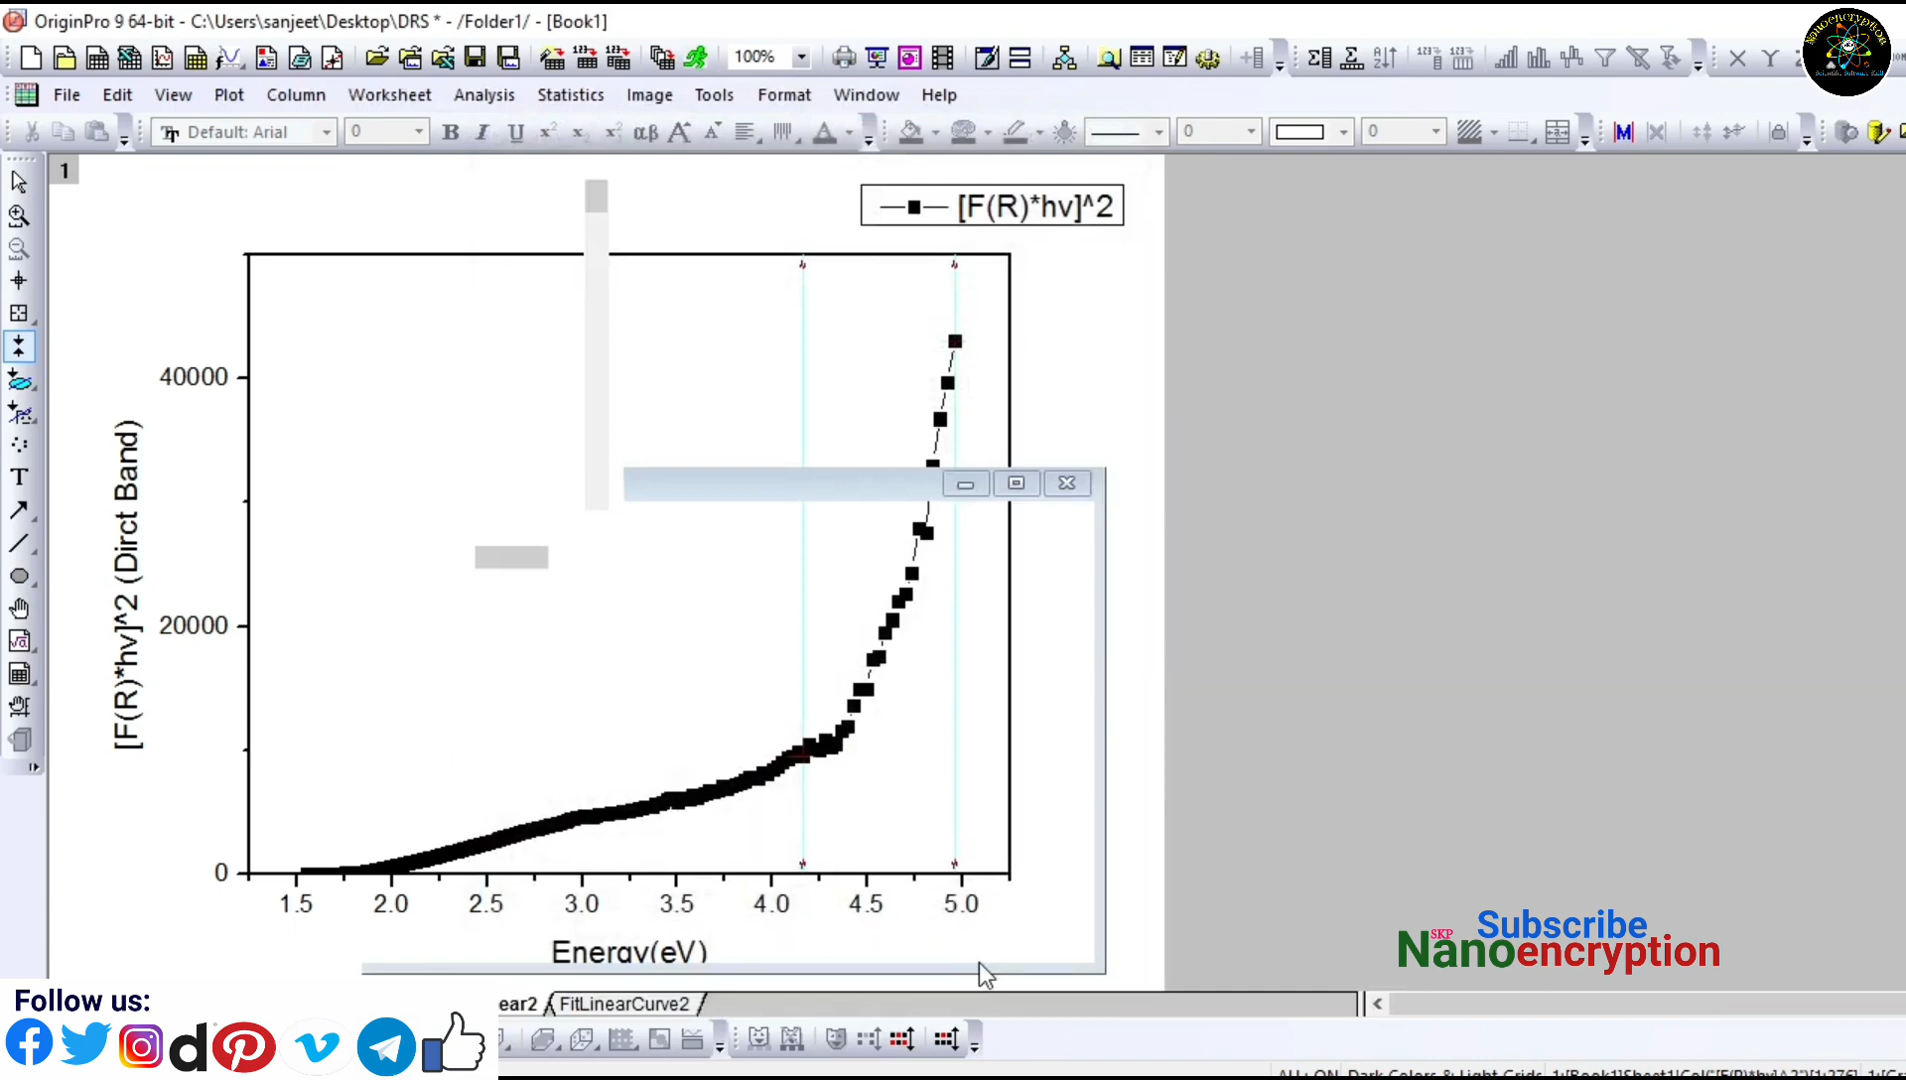 OriginPro 9 64-bit - C:\Users\sanjeet\Desktop\DRS * - /Folder1/ - [Book1]
100%
File Edit View Plot Column Worksheet Analysis Statistics Image Tools Format Window Help
Default: Arial 0 B I U αβ A A 0 0
1
[F(R)*hv]^2
40000
20000
0
[F(R)*hv]^2 (Dirct Band)
1.5 2.0 2.5 3.0 3.5 4.0 4.5 5.0
Energy(eV)
Subscribe
SKP
Nanoencryption
Follow us:
ear2 FitLinearCurve2